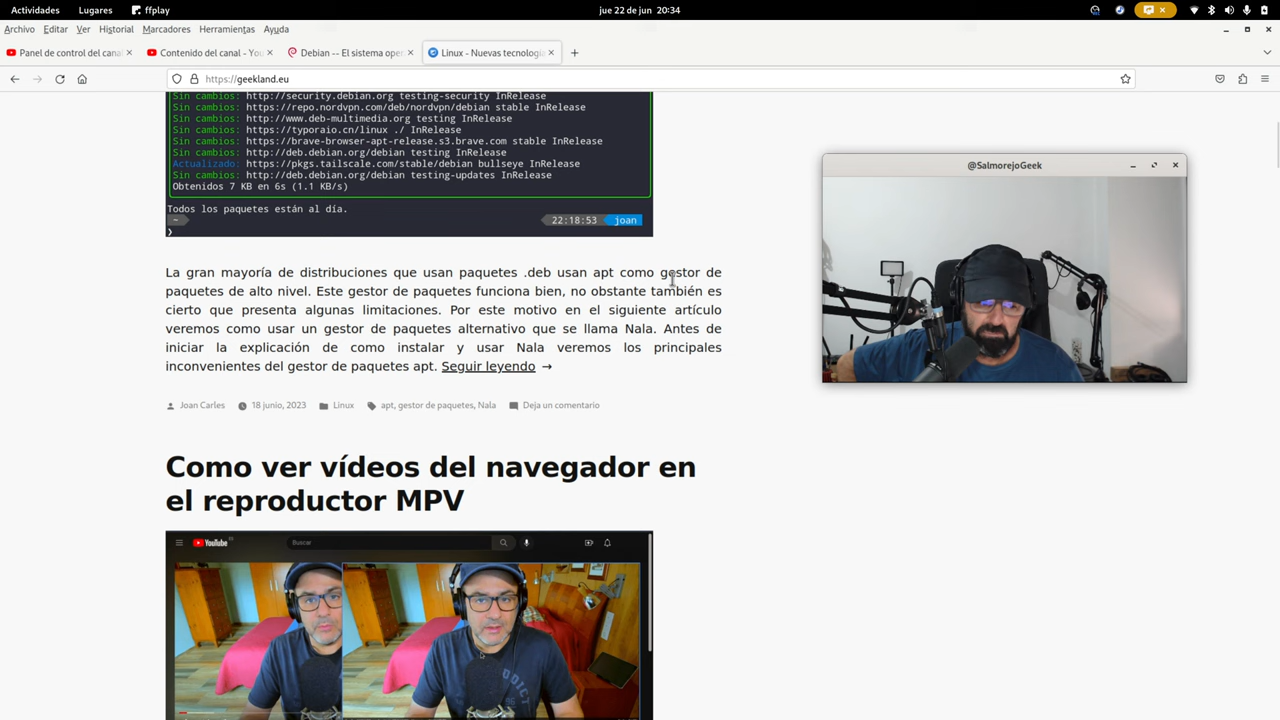 Actividades Lugares ffplay jue 22 de jun 20:34
Archivo Editar Ver Historial Marcadores Herramientas Ayuda
Panel de control del cana Contenido del canal - You Debian -- El sistema oper Linux - Nuevas tecnologia
https://geekland.eu
Sin cambios: http://security.debian.org testing-security InRelease
Sin cambios: https://repo.nordvpn.com/deb/nordvpn/debian stable InRelease
Sin cambios: http://www.deb-multimedia.org testing InRelease
Sin cambios: https://typoraio.cn/linux ./ InRelease
Sin cambios: https://brave-browser-apt-release.s3.brave.com stable InRelease
Sin cambios: http://deb.debian.org/debian testing InRelease
Actualizado: https://pkgs.tailscale.com/stable/debian bullseye InRelease
Sin cambios: http://deb.debian.org/debian testing-updates InRelease
Obtenidos 7 KB en 6s (1.1 KB/s)
Todos los paquetes están al día.
~ 22:18:53 joan
❯
@SalmorejoGeek
La gran mayoría de distribuciones que usan paquetes .deb usan apt como gestor de
paquetes de alto nivel. Este gestor de paquetes funciona bien, no obstante también es
cierto que presenta algunas limitaciones. Por este motivo en el siguiente artículo
veremos como usar un gestor de paquetes alternativo que se llama Nala. Antes de
iniciar la explicación de como instalar y usar Nala veremos los principales
inconvenientes del gestor de paquetes apt. Seguir leyendo →
Joan Carles 18 junio, 2023 Linux apt, gestor de paquetes, Nala Deja un comentario
Como ver vídeos del navegador en
el reproductor MPV
YouTube ES Buscar